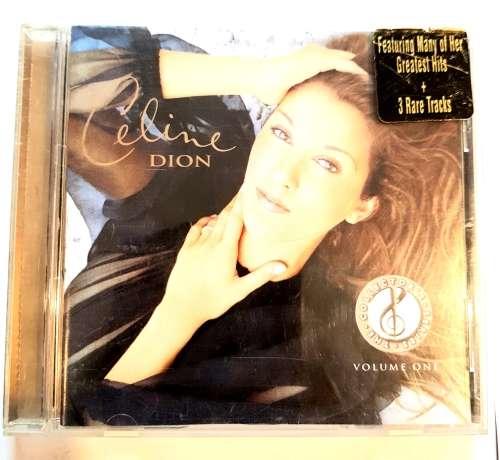 Featuring Many of Her
Greatest Hits
+
3 Rare Tracks
Celine
DION
VOLUME ONE